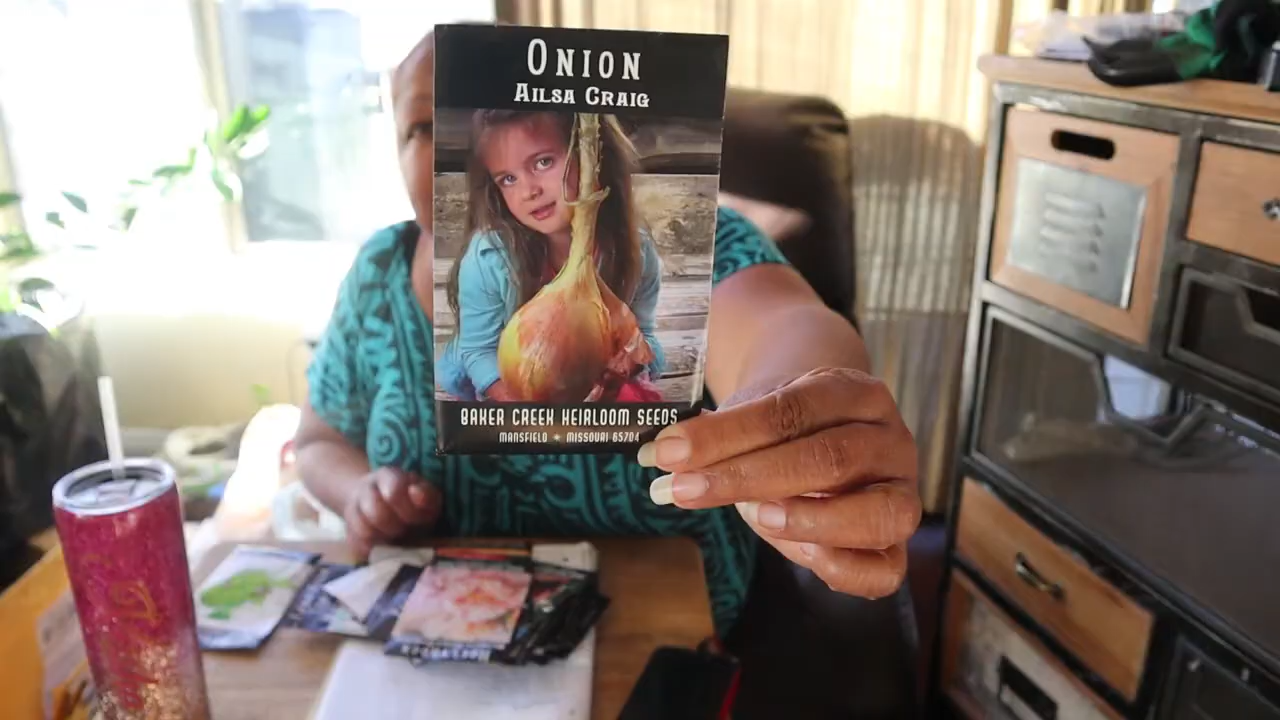 ONION
AILSA CRAIG
BAKER CREEK HEIRLOOM SEEDS
MANSFIELD ✷ MISSOURI 65704